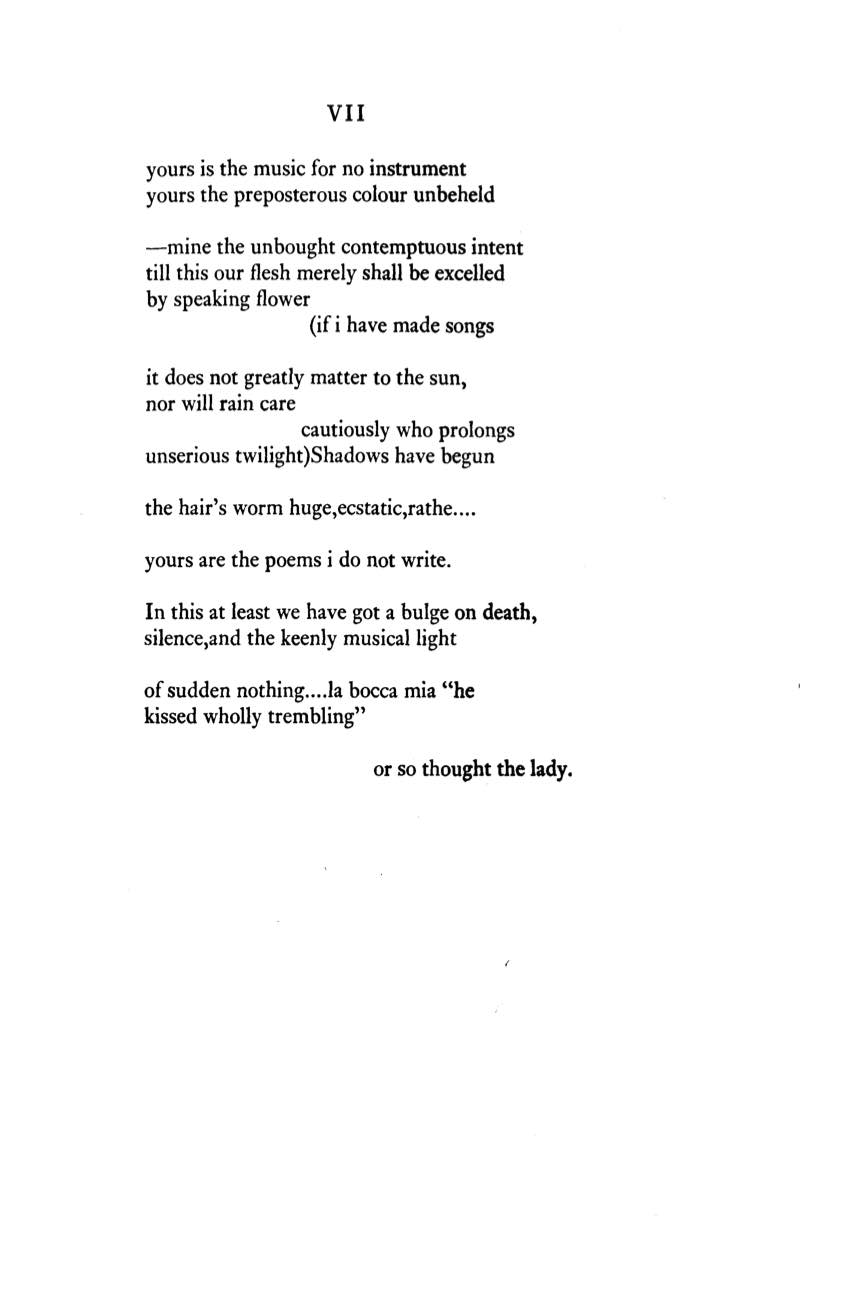 VII
yours is the music for no instrument
yours the preposterous colour unbeheld
—mine the unbought contemptuous intent
till this our flesh merely shall be excelled
by speaking flower
(if i have made songs
it does not greatly matter to the sun,
nor will rain care
cautiously who prolongs
unserious twilight)Shadows have begun
the hair’s worm huge,ecstatic,rathe....
yours are the poems i do not write.
In this at least we have got a bulge on death,
silence,and the keenly musical light
of sudden nothing....la bocca mia “he
kissed wholly trembling”
or so thought the lady.